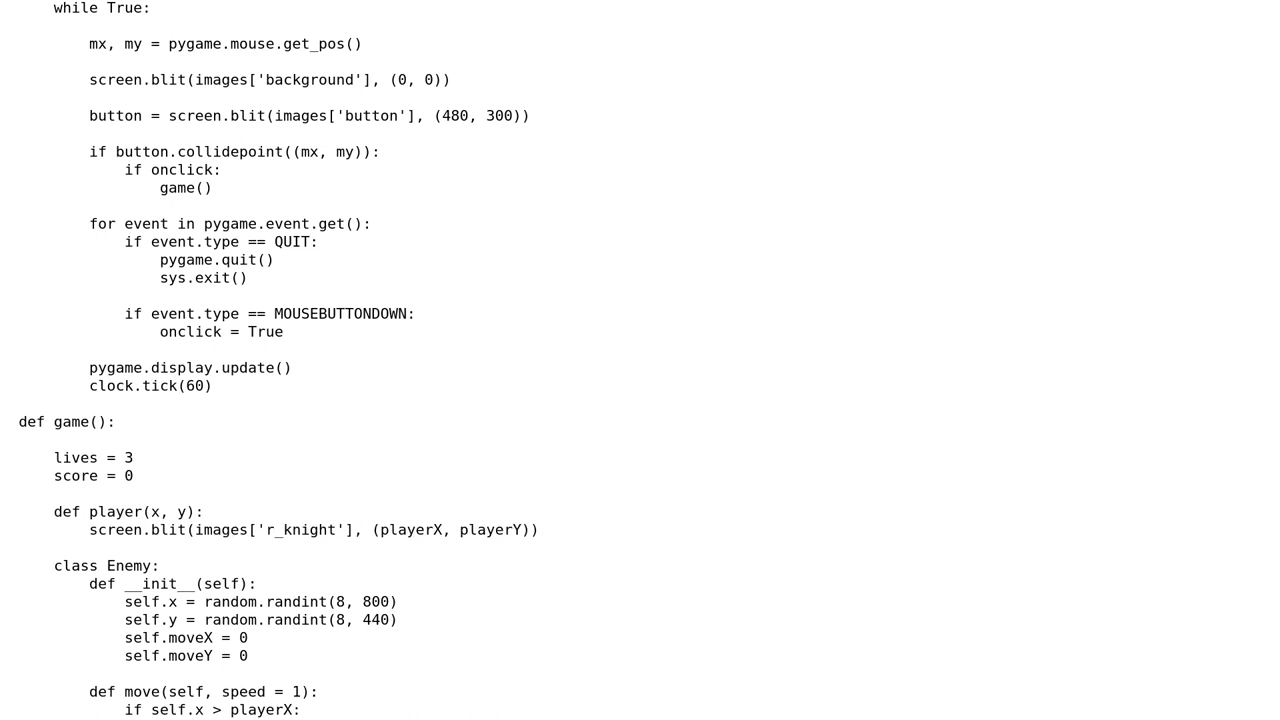 while True:
mx, my = pygame.mouse.get_pos()
screen.blit(images['background'], (0, 0))
button = screen.blit(images['button'], (480, 300))
if button.collidepoint((mx, my)):
if onclick:
game()
for event in pygame.event.get():
if event.type == QUIT:
pygame.quit()
sys.exit()
if event.type == MOUSEBUTTONDOWN:
onclick = True
pygame.display.update()
clock.tick(60)
def game():
lives = 3
score = 0
def player(x, y):
screen.blit(images['r_knight'], (playerX, playerY))
class Enemy:
def __init__(self):
self.x = random.randint(8, 800)
self.y = random.randint(8, 440)
self.moveX = 0
self.moveY = 0
def move(self, speed = 1):
if self.x > playerX: